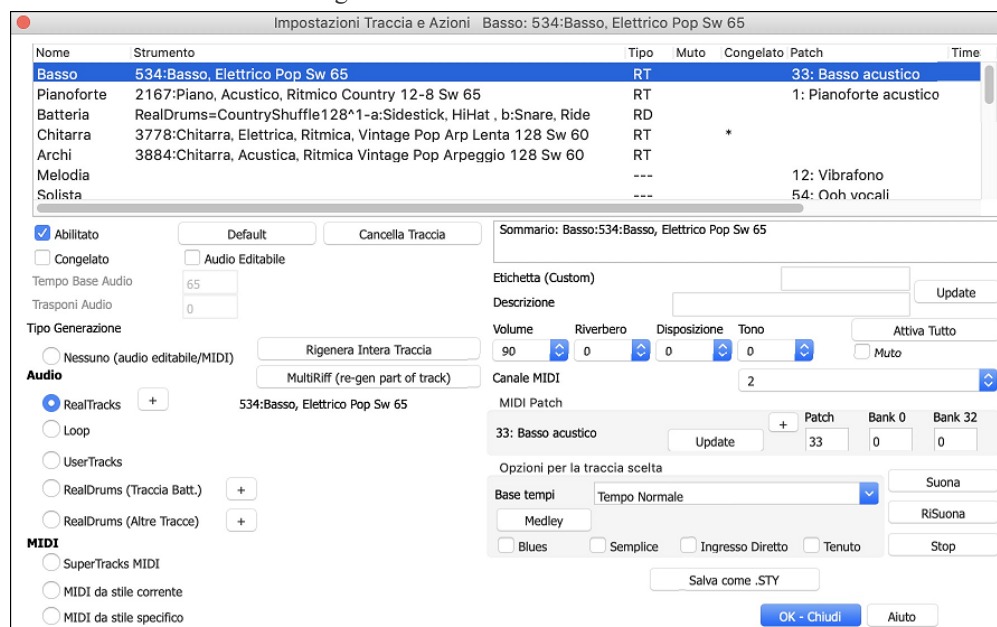 Impostazioni Traccia e Azioni Basso: 534:Basso, Elettrico Pop Sw 65
Nome Strumento Tipo Muto Congelato Patch Time
Basso 534:Basso, Elettrico Pop Sw 65 RT 33: Basso acustico
Pianoforte 2167:Piano, Acustico, Ritmico Country 12-8 Sw 65 RT 1: Pianoforte acustico
Batteria RealDrums=CountryShuffle128^1-a:Sidestick, HiHat , b:Snare, Ride RD
Chitarra 3778:Chitarra, Elettrica, Ritmica, Vintage Pop Arp Lenta 128 Sw 60 RT *
Archi 3884:Chitarra, Acustica, Ritmica Vintage Pop Arpeggio 128 Sw 60 RT
Melodia --- 12: Vibrafono
Solista --- 54: Ooh vocali
Abilitato Default Cancella Traccia
Congelato Audio Editabile
Tempo Base Audio 65
Trasponi Audio 0
Tipo Generazione
Nessuno (audio editabile/MIDI) Rigenera Intera Traccia
Audio MultiRiff (re-gen part of track)
RealTracks + 534:Basso, Elettrico Pop Sw 65
Loop
UserTracks
RealDrums (Traccia Batt.) +
RealDrums (Altre Tracce) +
MIDI
SuperTracks MIDI
MIDI da stile corrente
MIDI da stile specifico
Sommario: Basso:534:Basso, Elettrico Pop Sw 65
Etichetta (Custom)
Update
Descrizione
Volume Riverbero Disposizione Tono Attiva Tutto
90 0 0 0 Muto
Canale MIDI 2
MIDI Patch
+ Patch Bank 0 Bank 32
33: Basso acustico Update 33 0 0
Opzioni per la traccia scelta
Suona
Base tempi Tempo Normale
Medley RiSuona
Blues Semplice Ingresso Diretto Tenuto Stop
Salva come .STY
OK - Chiudi Aiuto